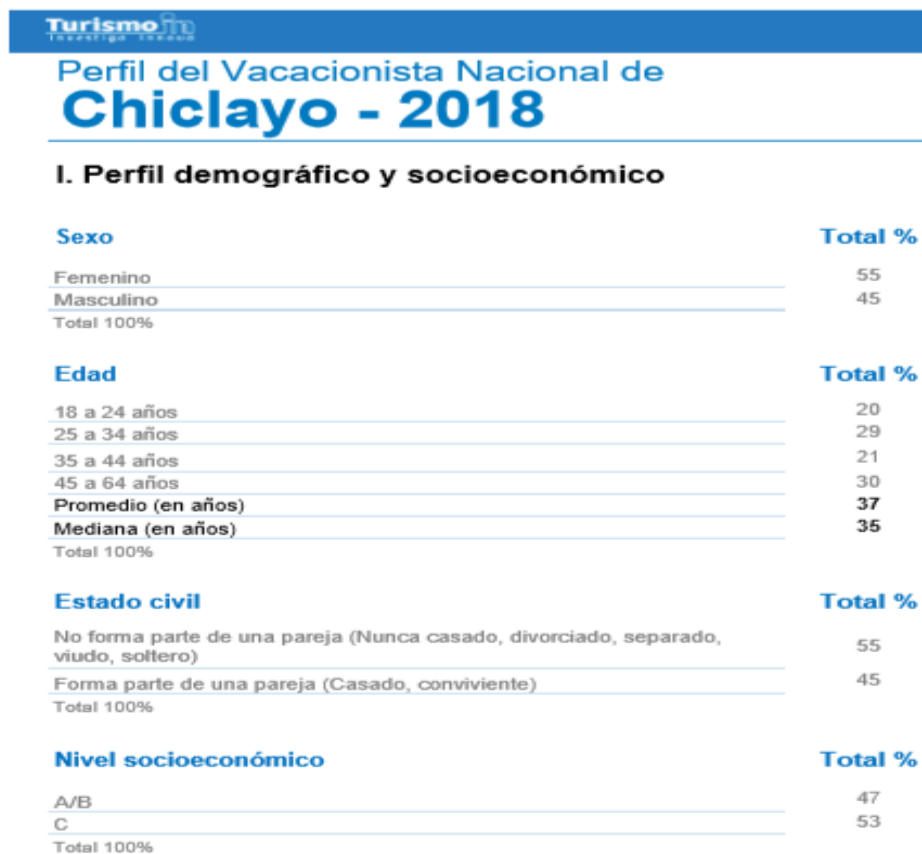 Turismo in
Investiga Innova
Perfil del Vacacionista Nacional de
Chiclayo - 2018
I. Perfil demográfico y socioeconómico
Sexo Total %
Femenino 55
Masculino 45
Total 100%
Edad Total %
18 a 24 años 20
25 a 34 años 29
35 a 44 años 21
45 a 64 años 30
Promedio (en años) 37
Mediana (en años) 35
Total 100%
Estado civil Total %
No forma parte de una pareja (Nunca casado, divorciado, separado,
viudo, soltero) 55
Forma parte de una pareja (Casado, conviviente) 45
Total 100%
Nivel socioeconómico Total %
A/B 47
C 53
Total 100%